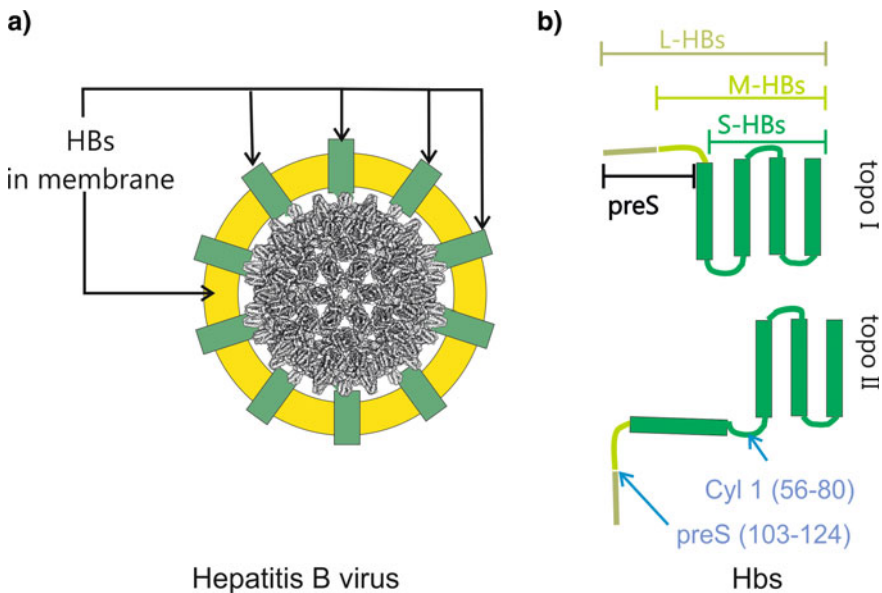 a)
HBs
in membrane
Hepatitis B virus
b)
L-HBs
M-HBs
S-HBs
preS
topo I
topo II
Cyl 1 (56-80)
preS (103-124)
Hbs